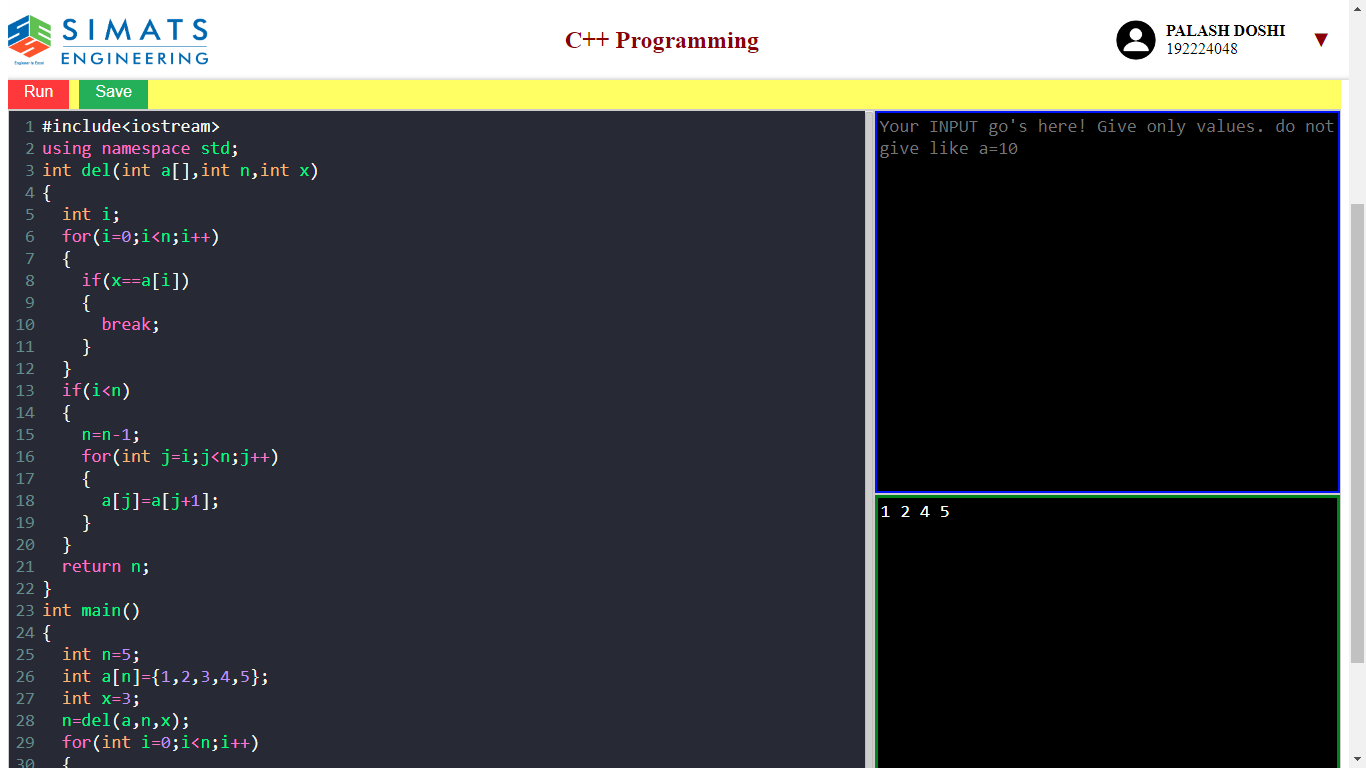 SIMATS
ENGINEERING
Engineer to Excel
C++ Programming
PALASH DOSHI
192224048
▼
Run
Save
1 #include<iostream>
2 using namespace std;
3 int del(int a[],int n,int x)
4 {
5   int i;
6   for(i=0;i<n;i++)
7   {
8     if(x==a[i])
9     {
10       break;
11     }
12   }
13   if(i<n)
14   {
15     n=n-1;
16     for(int j=i;j<n;j++)
17     {
18       a[j]=a[j+1];
19     }
20   }
21   return n;
22 }
23 int main()
24 {
25   int n=5;
26   int a[n]={1,2,3,4,5};
27   int x=3;
28   n=del(a,n,x);
29   for(int i=0;i<n;i++)
30   {
Your INPUT go's here! Give only values. do not
give like a=10
1 2 4 5